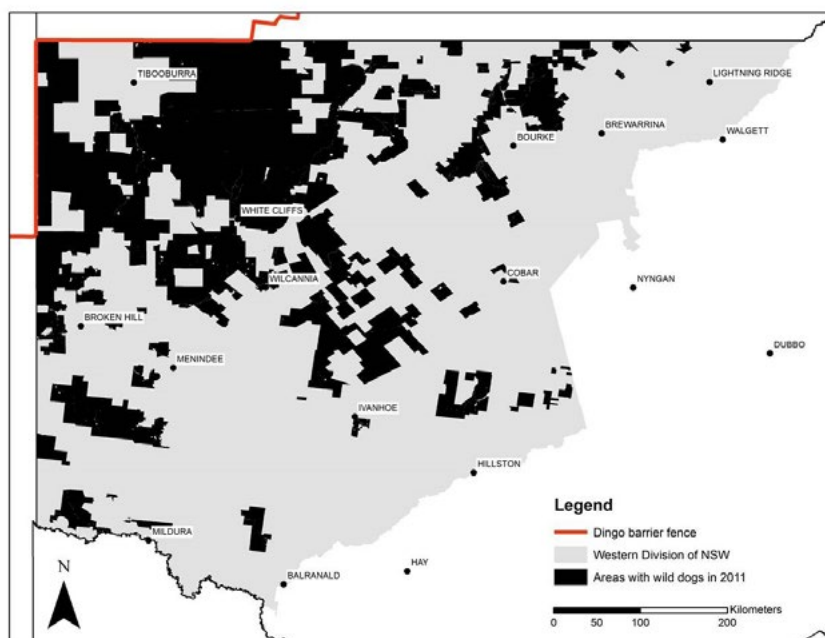 TIBOOBURRA
LIGHTNING RIDGE
BREWARRINA
BOURKE
WALGETT
WHITE CLIFFS
COBAR
WILCANNIA
NYNGAN
BROKEN HILL
DUBBO
MENINDEE
IVANHOE
HILLSTON
Legend
Dingo barrier fence
MILDURA
Western Division of NSW
N
HAY
Areas with wild dogs in 2011
BALRANALD
Kilometers
0 50 100 200